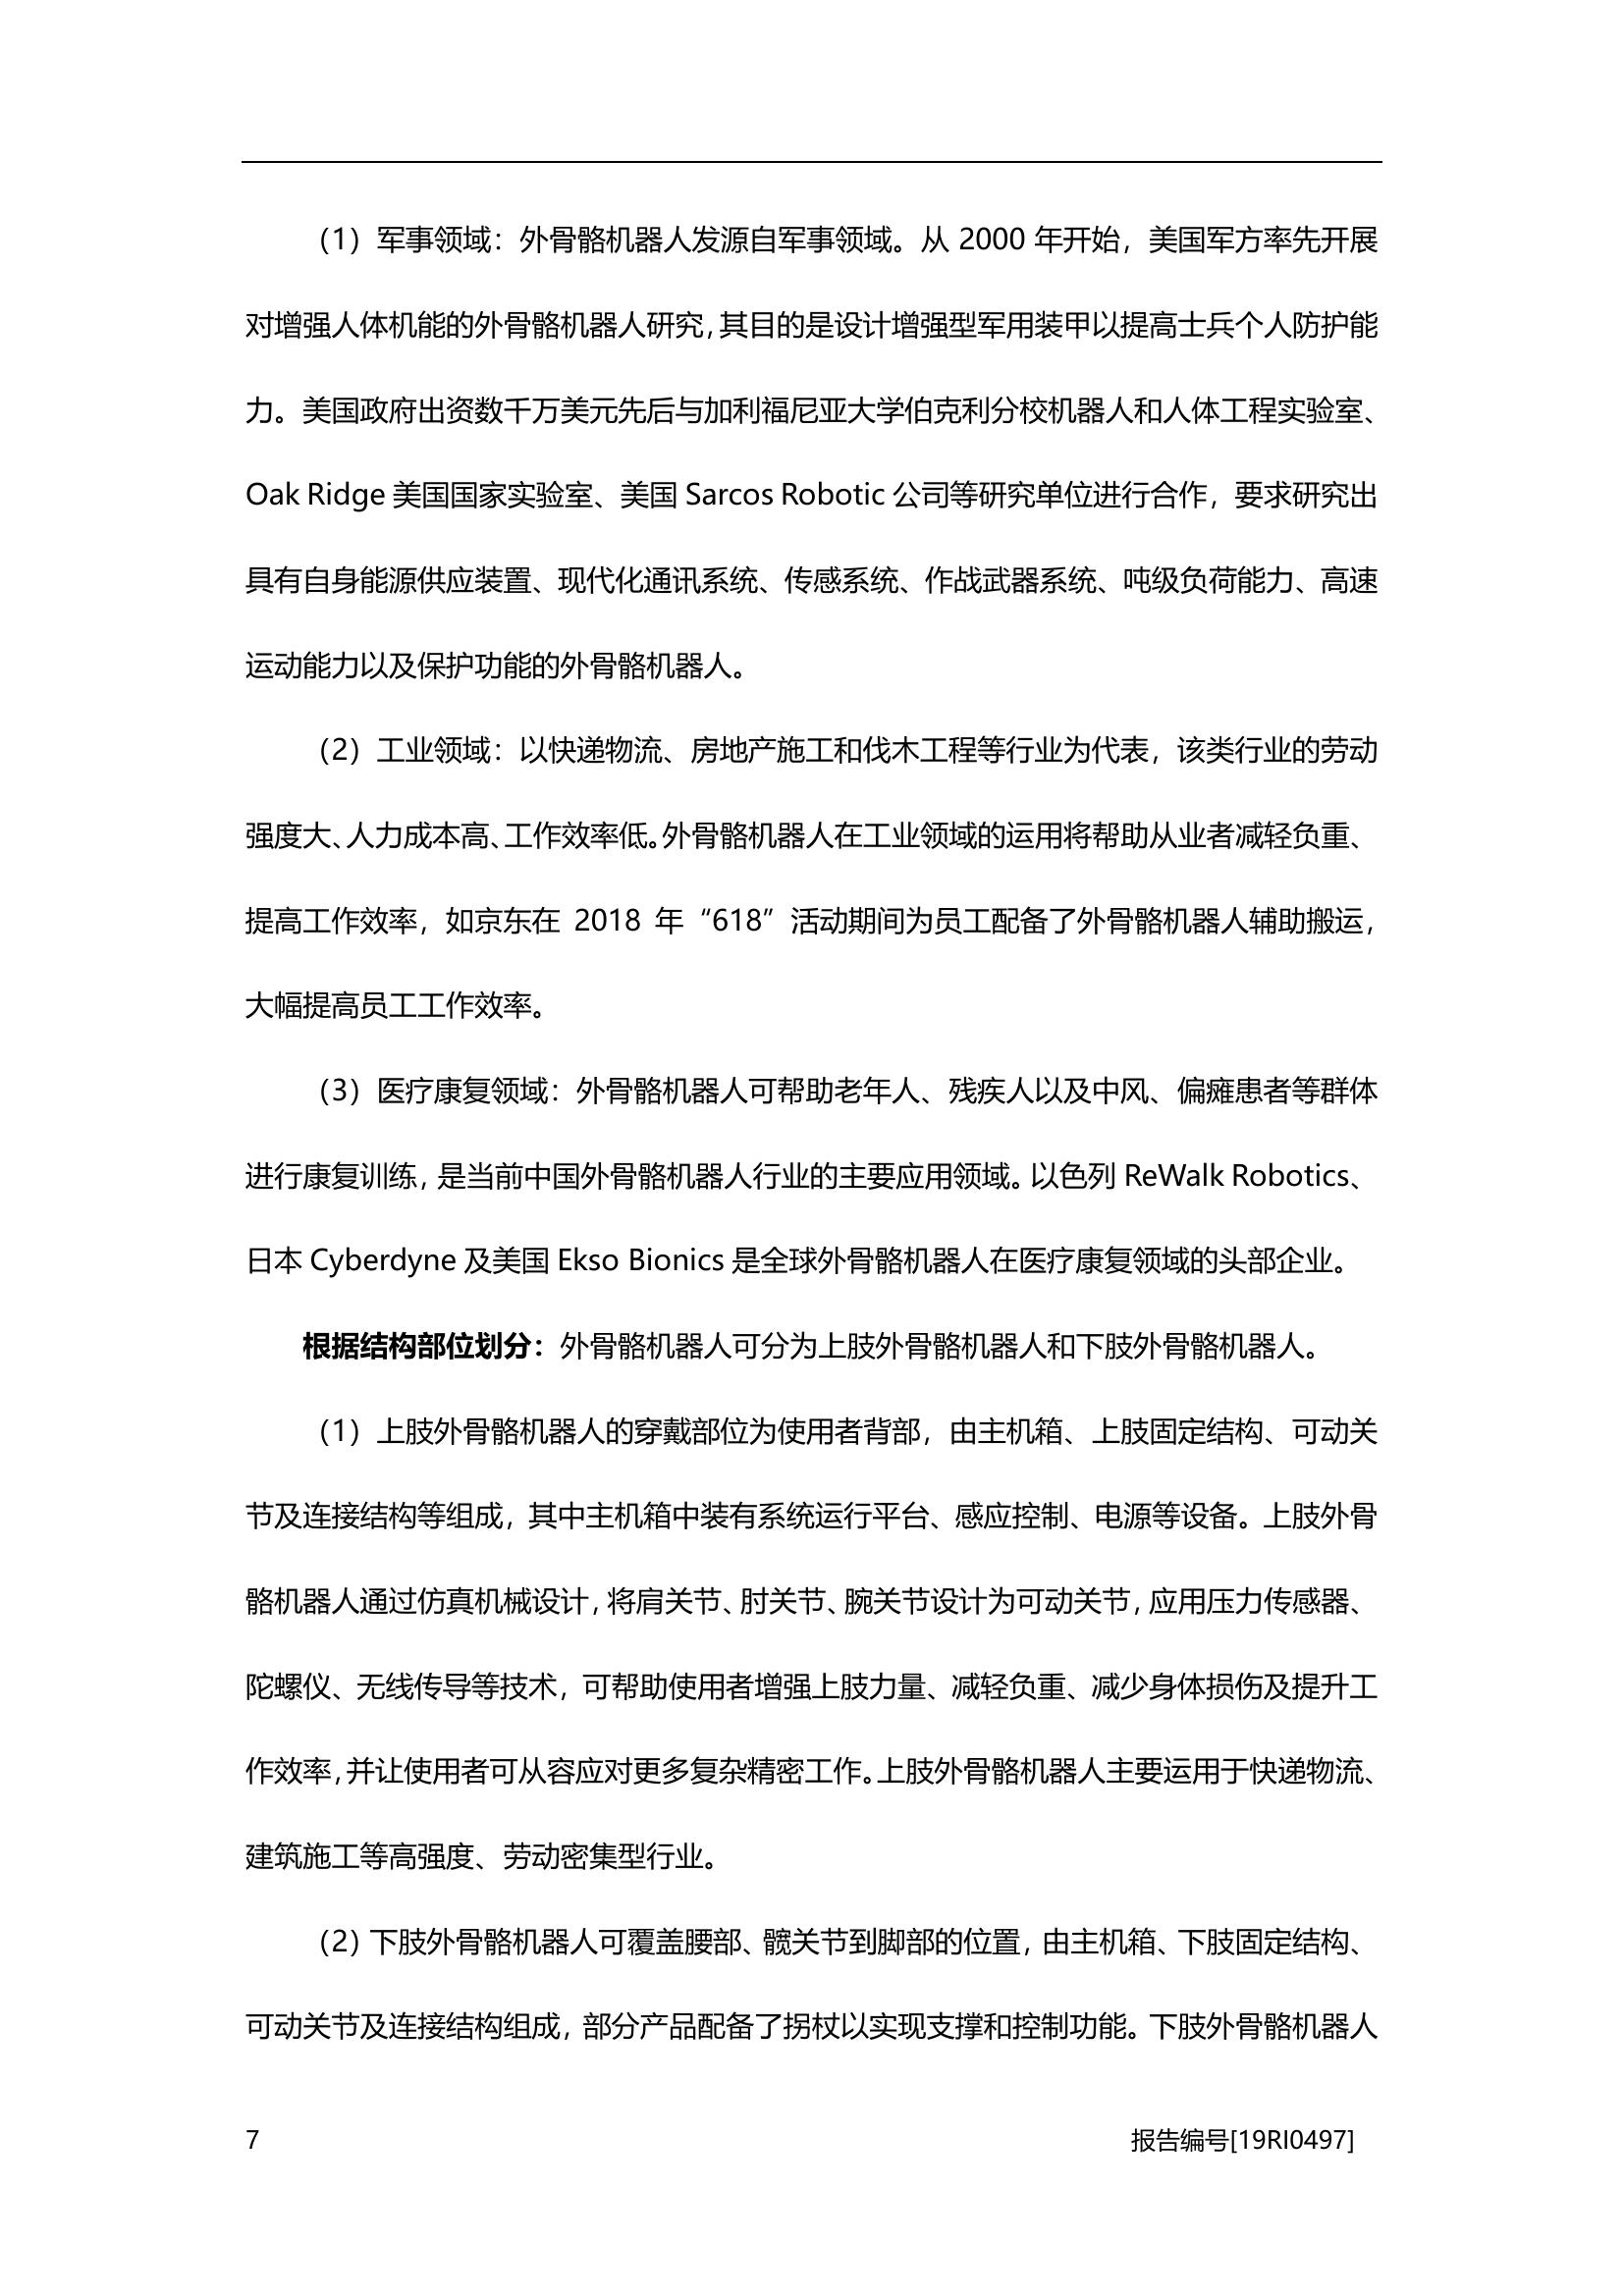 （1）军事领域：外骨骼机器人发源自军事领域。从 2000 年开始，美国军方率先开展
对增强人体机能的外骨骼机器人研究，其目的是设计增强型军用装甲以提高士兵个人防护能
力。美国政府出资数千万美元先后与加利福尼亚大学伯克利分校机器人和人体工程实验室、
Oak Ridge 美国国家实验室、美国 Sarcos Robotic 公司等研究单位进行合作，要求研究出
具有自身能源供应装置、现代化通讯系统、传感系统、作战武器系统、吨级负荷能力、高速
运动能力以及保护功能的外骨骼机器人。
（2）工业领域：以快递物流、房地产施工和伐木工程等行业为代表，该类行业的劳动
强度大、人力成本高、工作效率低。外骨骼机器人在工业领域的运用将帮助从业者减轻负重、
提高工作效率，如京东在 2018 年“618”活动期间为员工配备了外骨骼机器人辅助搬运，
大幅提高员工工作效率。
（3）医疗康复领域：外骨骼机器人可帮助老年人、残疾人以及中风、偏瘫患者等群体
进行康复训练，是当前中国外骨骼机器人行业的主要应用领域。以色列 ReWalk Robotics、
日本 Cyberdyne 及美国 Ekso Bionics 是全球外骨骼机器人在医疗康复领域的头部企业。
根据结构部位划分：外骨骼机器人可分为上肢外骨骼机器人和下肢外骨骼机器人。
（1）上肢外骨骼机器人的穿戴部位为使用者背部，由主机箱、上肢固定结构、可动关
节及连接结构等组成，其中主机箱中装有系统运行平台、感应控制、电源等设备。上肢外骨
骼机器人通过仿真机械设计，将肩关节、肘关节、腕关节设计为可动关节，应用压力传感器、
陀螺仪、无线传导等技术，可帮助使用者增强上肢力量、减轻负重、减少身体损伤及提升工
作效率，并让使用者可从容应对更多复杂精密工作。上肢外骨骼机器人主要运用于快递物流、
建筑施工等高强度、劳动密集型行业。
（2）下肢外骨骼机器人可覆盖腰部、髋关节到脚部的位置，由主机箱、下肢固定结构、
可动关节及连接结构组成，部分产品配备了拐杖以实现支撑和控制功能。下肢外骨骼机器人
7 报告编号[19RI0497]